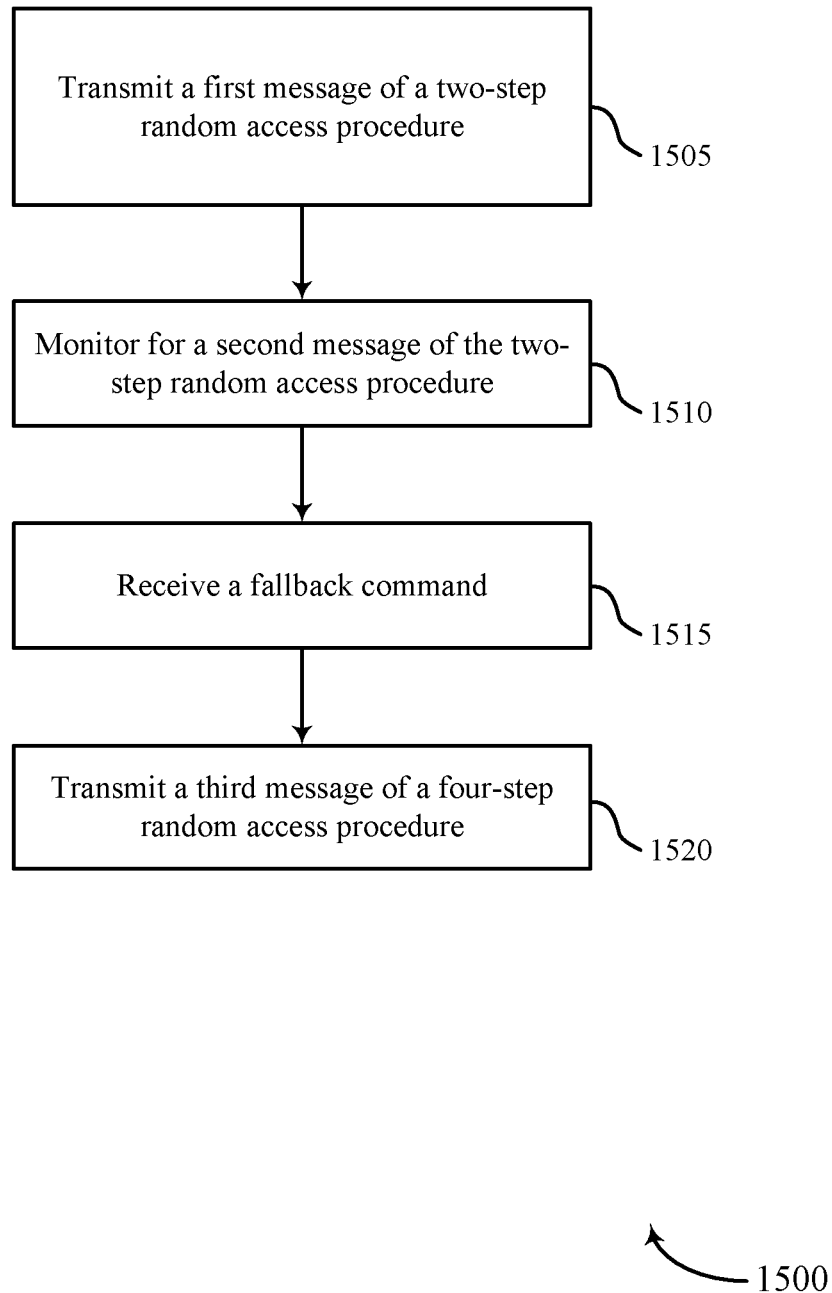 Transmit a first message of a two-step
random access procedure
1505
Monitor for a second message of the two-
step random access procedure
1510
Receive a fallback command
1515
Transmit a third message of a four-step
random access procedure
1520
1500